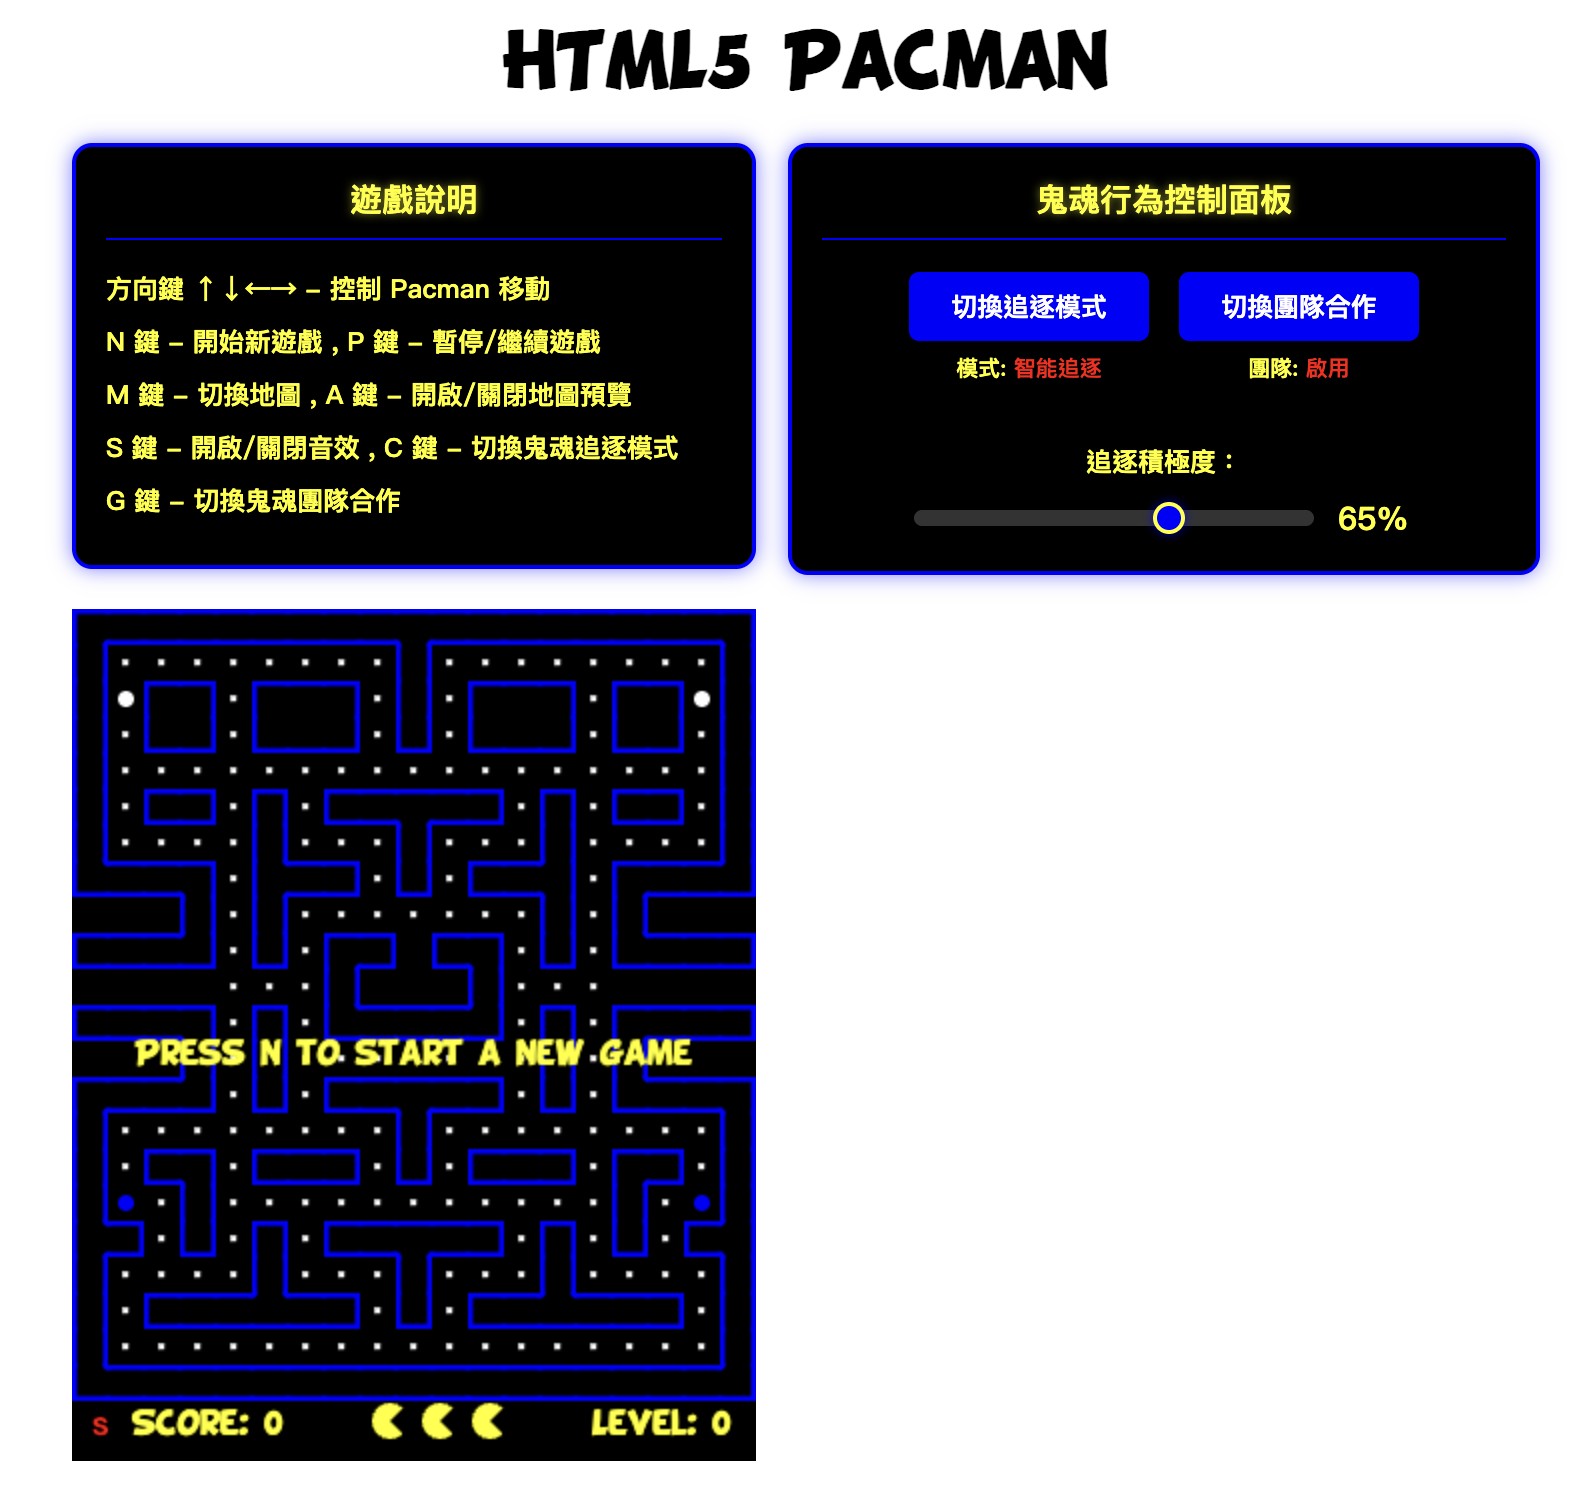 HTML5 PACMAN
遊戲說明
方向鍵 ↑↓←→ – 控制 Pacman 移動
N 鍵 – 開始新遊戲 , P 鍵 – 暫停/繼續遊戲
M 鍵 – 切換地圖 , A 鍵 – 開啟/關閉地圖預覽
S 鍵 – 開啟/關閉音效 , C 鍵 – 切換鬼魂追逐模式
G 鍵 – 切換鬼魂團隊合作
鬼魂行為控制面板
切換追逐模式
切換團隊合作
模式: 智能追逐
團隊: 啟用
追逐積極度：
65%
PRESS N TO START A NEW GAME
S SCORE: 0
LEVEL: 0